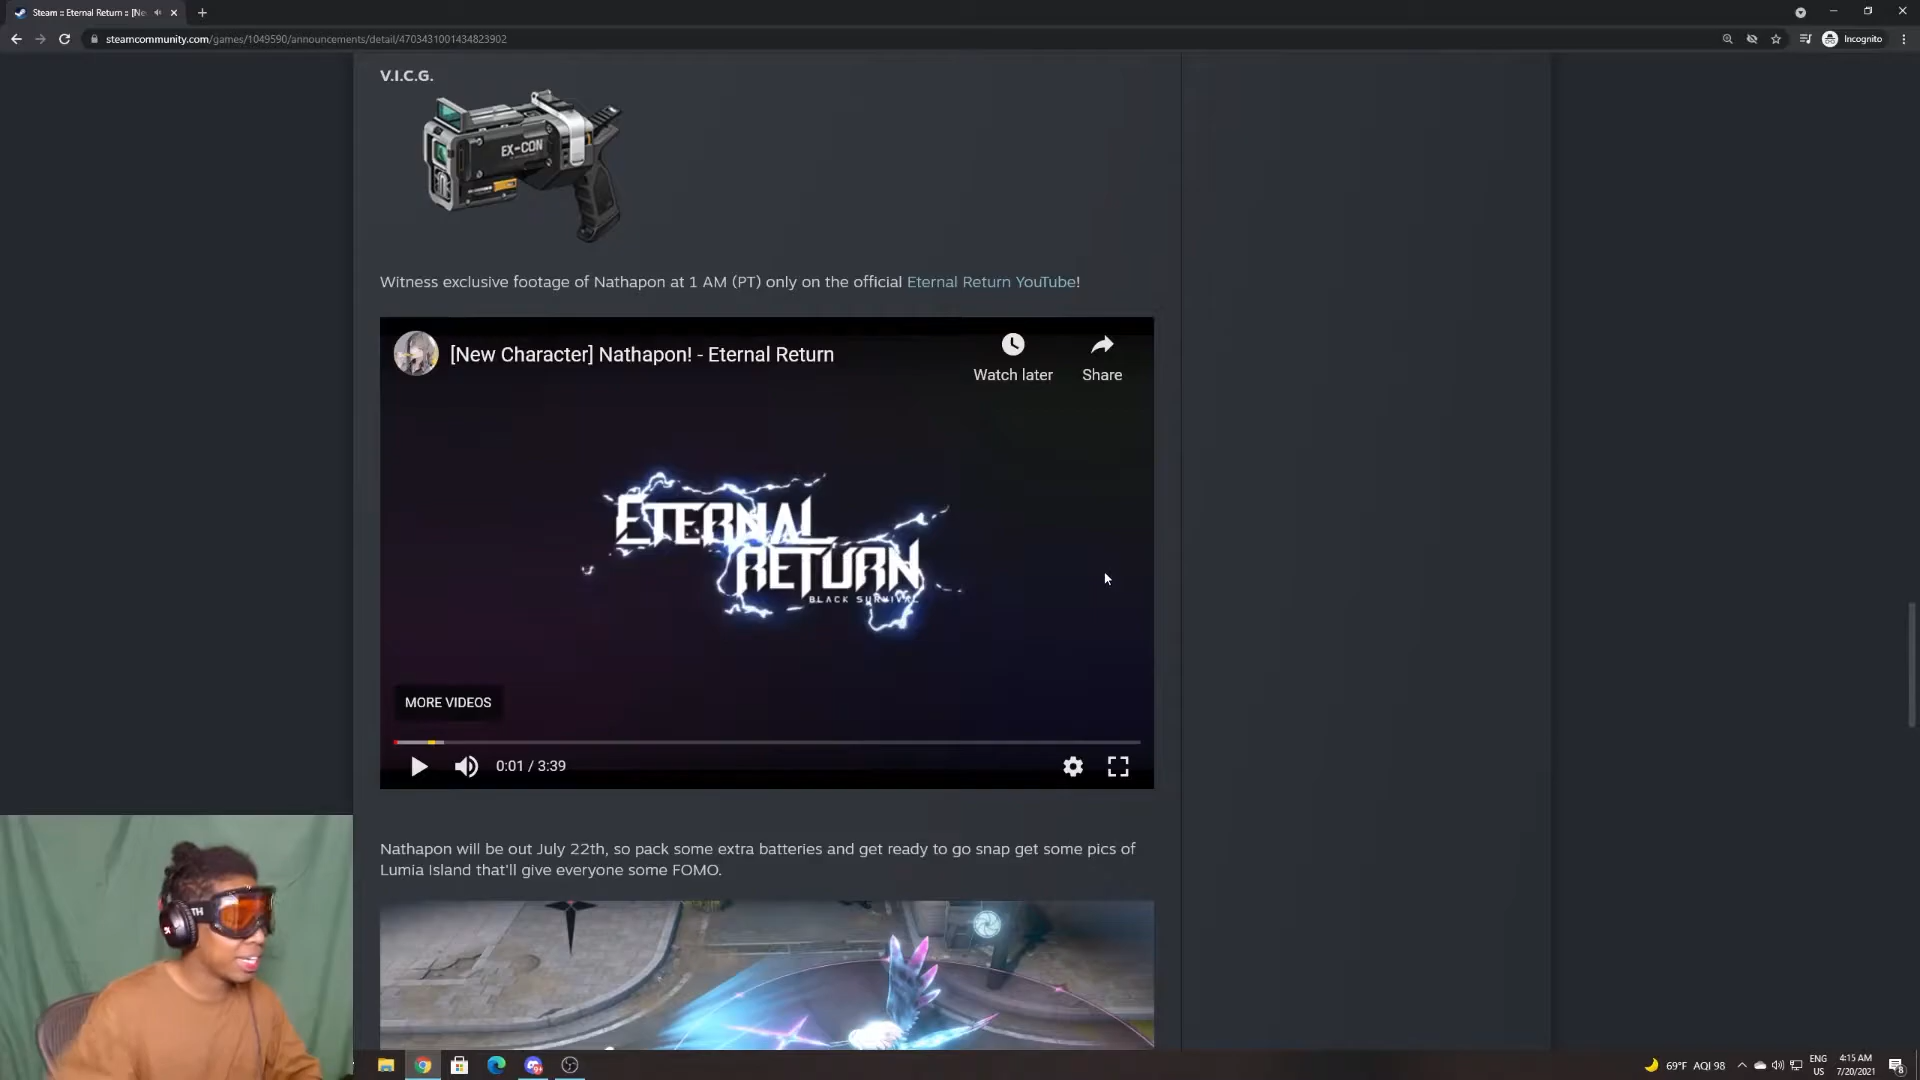 Steam :: Eternal Return :: [Ne
steamcommunity.com/games/1049590/announcements/detail/4703431001434823902
Incognito
V.I.C.G.
EX-CON
Witness exclusive footage of Nathapon at 1 AM (PT) only on the official Eternal Return YouTube!
[New Character] Nathapon! - Eternal Return
Watch later
Share
ETERNAL
RETURN
BLACK SURVIVAL
MORE VIDEOS
0:01 / 3:39
Nathapon will be out July 22th, so pack some extra batteries and get ready to go snap get some pics of
Lumia Island that'll give everyone some FOMO.
69°F AQI 98
ENG
US
4:15 AM
7/20/2021